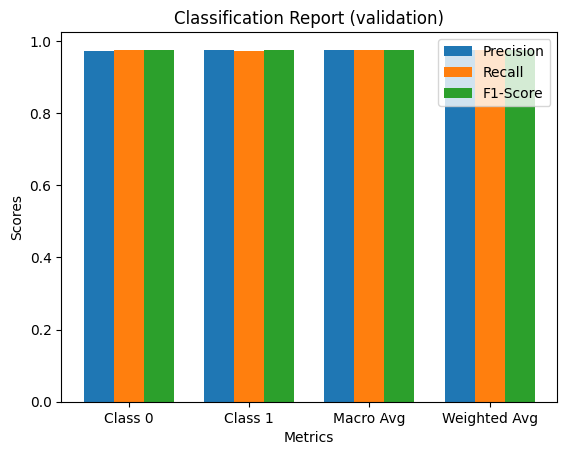 Classification Report (validation)
Precision
Recall
F1-Score
Scores
1.0
0.8
0.6
0.4
0.2
0.0
Class 0
Class 1
Macro Avg
Weighted Avg
Metrics